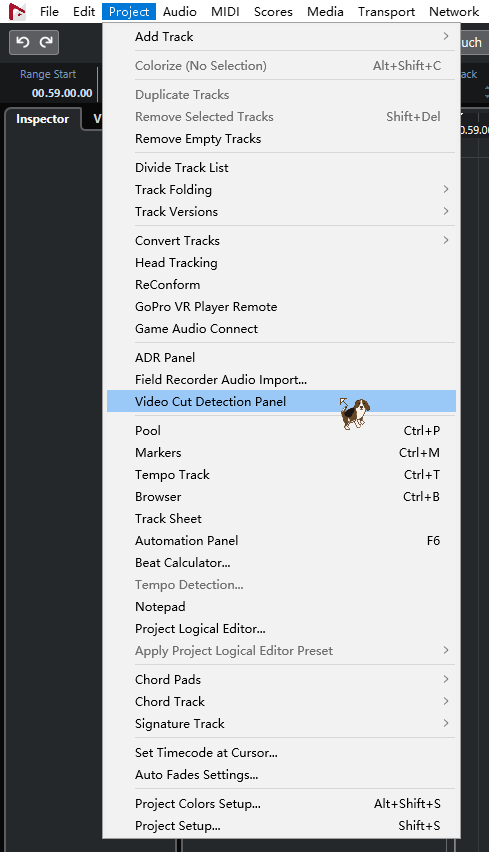 File Edit Project Audio MIDI Scores Media Transport Network
Range Start
00.59.00.00
Inspector
Add Track
Colorize (No Selection) Alt+Shift+C
Duplicate Tracks
Remove Selected Tracks Shift+Del
Remove Empty Tracks
Divide Track List
Track Folding
Track Versions
Convert Tracks
Head Tracking
ReConform
GoPro VR Player Remote
Game Audio Connect
ADR Panel
Field Recorder Audio Import...
Video Cut Detection Panel
Pool Ctrl+P
Markers Ctrl+M
Tempo Track Ctrl+T
Browser Ctrl+B
Track Sheet
Automation Panel F6
Beat Calculator...
Tempo Detection...
Notepad
Project Logical Editor...
Apply Project Logical Editor Preset
Chord Pads
Chord Track
Signature Track
Set Timecode at Cursor...
Auto Fades Settings...
Project Colors Setup... Alt+Shift+S
Project Setup... Shift+S